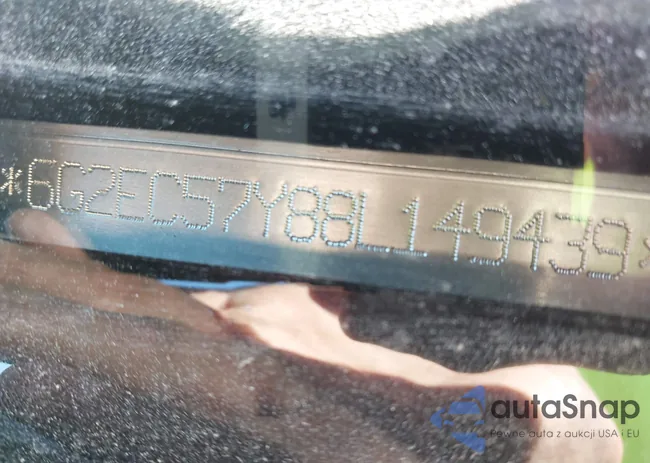 *6G2EC57Y88L149439*
autaSnap
Pewne auta z aukcji USA i EU